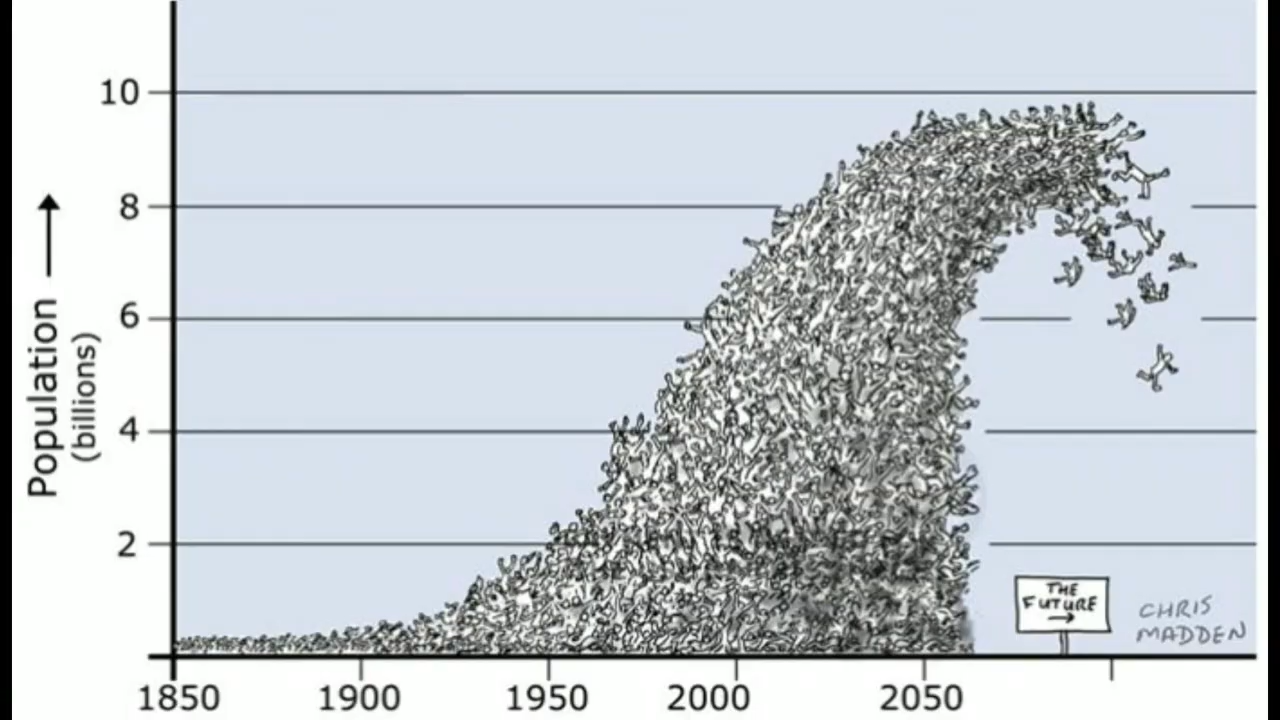 10
8
6
4
2
Population
(billions)
1850 1900 1950 2000 2050
THE
FUTURE
CHRIS
MADDEN